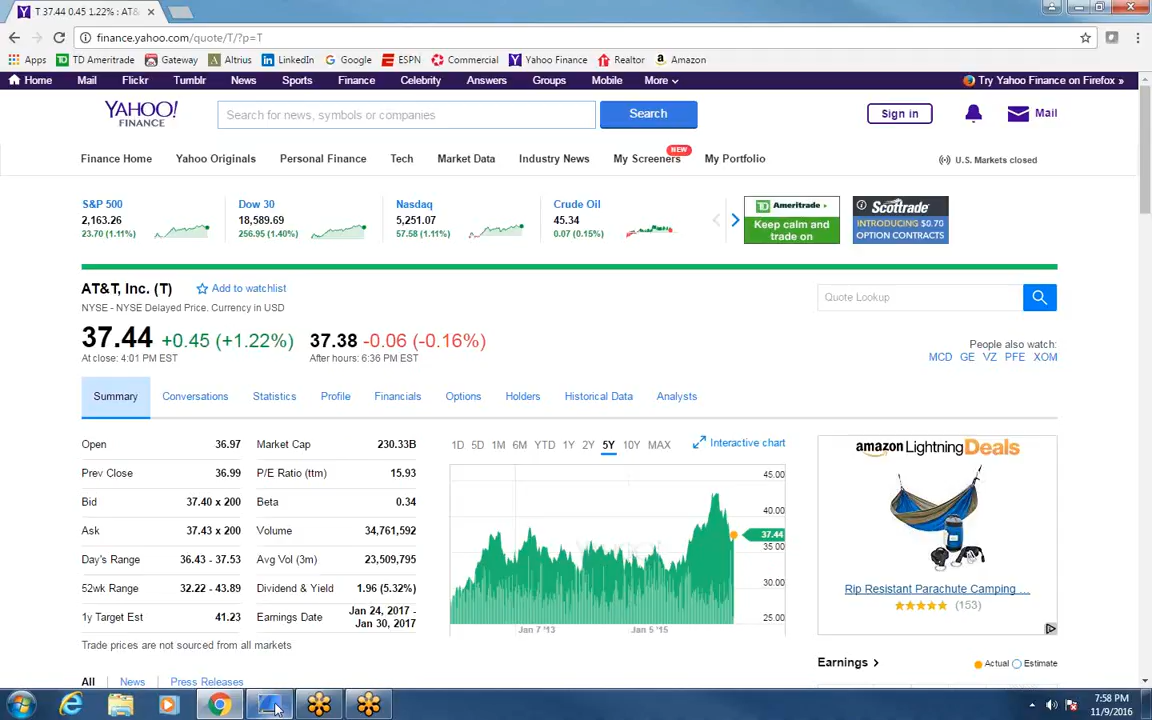 T 37.44 0.45 1.22% : AT&
finance.yahoo.com/quote/T/?p=T
Apps TD Ameritrade Gateway Altrius LinkedIn Google ESPN Commercial Yahoo Finance Realtor Amazon
Home Mail Flickr Tumblr News Sports Finance Celebrity Answers Groups Mobile More Try Yahoo Finance on Firefox »
YAHOO!
FINANCE
Search for news, symbols or companies
Search
Sign in
Mail
Finance Home Yahoo Originals Personal Finance Tech Market Data Industry News My Screeners NEW My Portfolio
U.S. Markets closed
S&P 500
2,163.26
23.70 (1.11%)
Dow 30
18,589.69
256.95 (1.40%)
Nasdaq
5,251.07
57.58 (1.11%)
Crude Oil
45.34
0.07 (0.15%)
TD Ameritrade
Keep calm and
trade on
Scottrade
INTRODUCING $0.70
OPTION CONTRACTS
AT&T, Inc. (T) Add to watchlist
NYSE - NYSE Delayed Price. Currency in USD
Quote Lookup
37.44 +0.45 (+1.22%) 37.38 -0.06 (-0.16%)
At close: 4:01 PM EST After hours: 6:36 PM EST
People also watch:
MCD GE VZ PFE XOM
Summary Conversations Statistics Profile Financials Options Holders Historical Data Analysts
Open 36.97
Prev Close 36.99
Bid 37.40 x 200
Ask 37.43 x 200
Day's Range 36.43 - 37.53
52wk Range 32.22 - 43.89
1y Target Est 41.23
Market Cap 230.33B
P/E Ratio (ttm) 15.93
Beta 0.34
Volume 34,761,592
Avg Vol (3m) 23,509,795
Dividend & Yield 1.96 (5.32%)
Earnings Date Jan 24, 2017 -
Jan 30, 2017
Trade prices are not sourced from all markets
1D 5D 1M 6M YTD 1Y 2Y 5Y 10Y MAX Interactive chart
45.00
40.00
37.44
35.00
30.00
25.00
Jan 7 '13 Jan 5 '15
amazon Lightning Deals
Rip Resistant Parachute Camping ...
(153)
Earnings
Actual Estimate
All News Press Releases
7:58 PM
11/9/2016